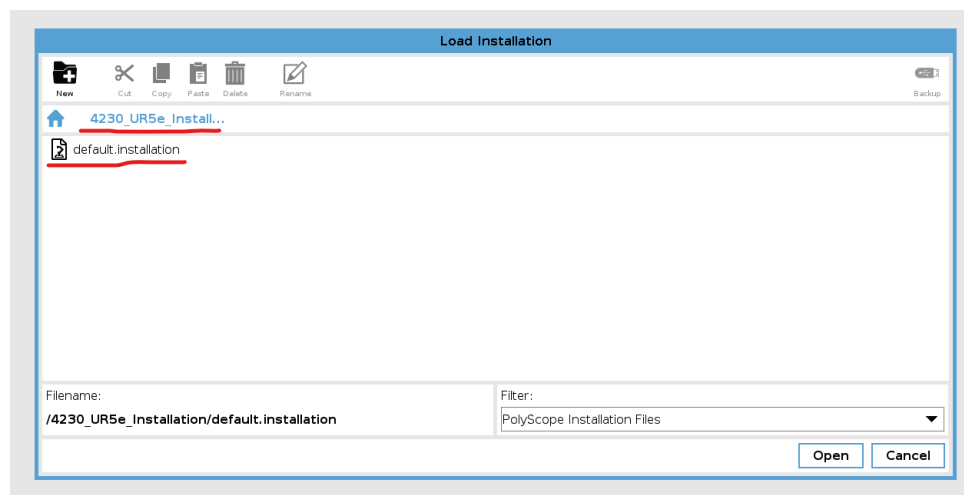 Load Installation
New Cut Copy Paste Delete Rename Backup
4230_UR5e_Install...
default.installation
Filename: Filter:
/4230_UR5e_Installation/default.installation PolyScope Installation Files
Open Cancel